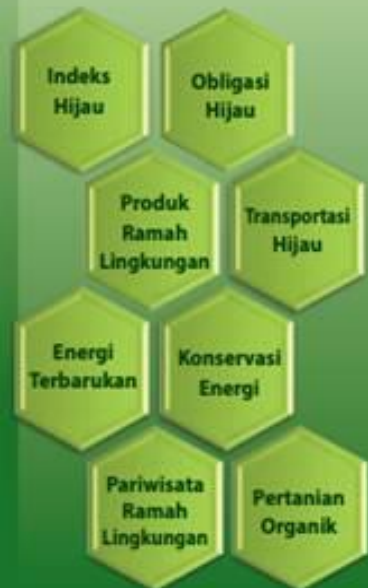 Indeks
Hijau
Obligasi
Hijau
Produk
Ramah
Lingkungan
Transportasi
Hijau
Energi
Terbarukan
Konservasi
Energi
Pariwisata
Ramah
Lingkungan
Pertanian
Organik